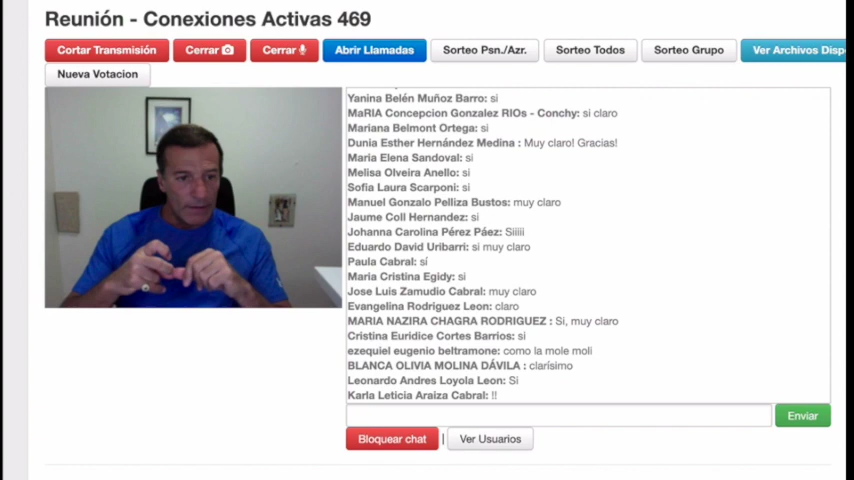 Reunión - Conexiones Activas 469
Cortar Transmisión Cerrar Cerrar Abrir Llamadas Sorteo Psn./Azr. Sorteo Todos Sorteo Grupo Ver Archivos Disp
Nueva Votacion
Yanina Belén Muñoz Barro: si
MaRIA Concepcion Gonzalez RIOs - Conchy: si claro
Mariana Belmont Ortega: si
Dunia Esther Hernández Medina : Muy claro! Gracias!
Maria Elena Sandoval: si
Melisa Olveira Anello: si
Sofia Laura Scarponi: si
Manuel Gonzalo Pelliza Bustos: muy claro
Jaume Coll Hernandez: si
Johanna Carolina Pérez Páez: Siiiii
Eduardo David Uribarri: si muy claro
Paula Cabral: sí
Maria Cristina Egidy: si
Jose Luis Zamudio Cabral: muy claro
Evangelina Rodriguez Leon: claro
MARIA NAZIRA CHAGRA RODRIGUEZ : Si, muy claro
Cristina Euridice Cortes Barrios: si
ezequiel eugenio beltramone: como la mole moli
BLANCA OLIVIA MOLINA DÁVILA : clarísimo
Leonardo Andres Loyola Leon: Si
Karla Leticia Araiza Cabral: !!
Enviar
Bloquear chat | Ver Usuarios